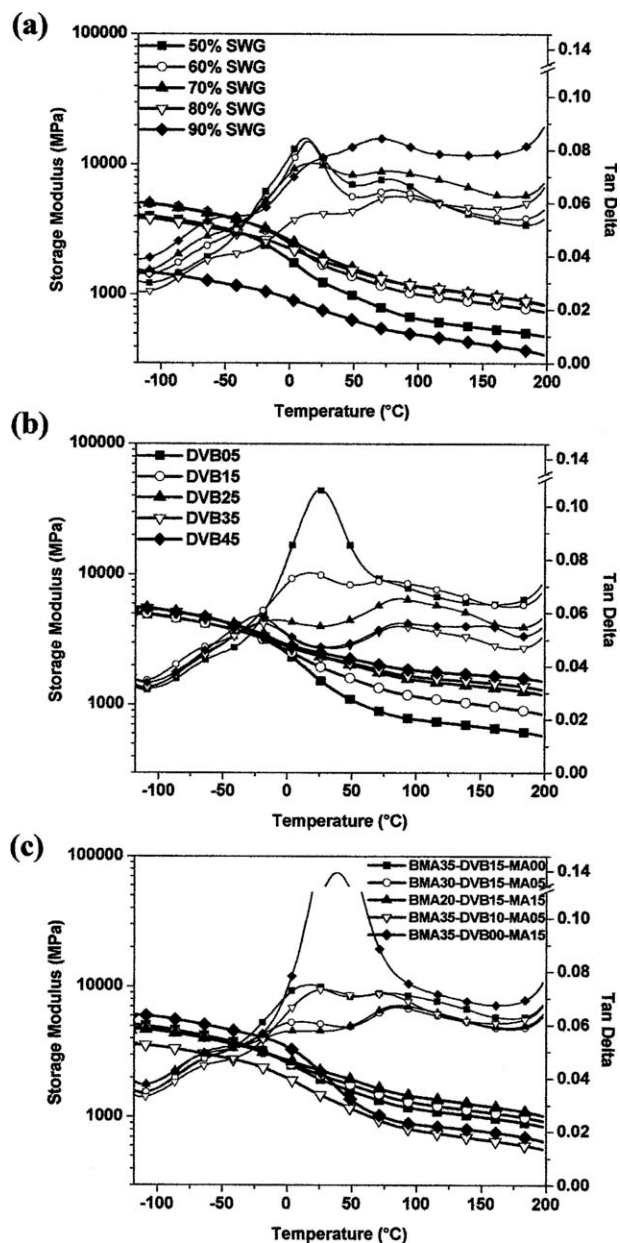 (a)
100000
10000
1000
Storage Modulus (MPa)
50% SWG
60% SWG
70% SWG
80% SWG
90% SWG
0.14
0.10
0.08
0.06
0.04
0.02
0.00
Tan Delta
-100 -50 0 50 100 150 200
Temperature (°C)
(b)
100000
10000
1000
Storage Modulus (MPa)
DVB05
DVB15
DVB25
DVB35
DVB45
0.14
0.10
0.08
0.06
0.04
0.02
0.00
Tan Delta
-100 -50 0 50 100 150 200
Temperature (°C)
(c)
100000
10000
1000
Storage Modulus (MPa)
BMA35-DVB15-MA00
BMA30-DVB15-MA05
BMA20-DVB15-MA15
BMA35-DVB10-MA05
BMA35-DVB00-MA15
0.14
0.10
0.08
0.06
0.04
0.02
0.00
Tan Delta
-100 -50 0 50 100 150 200
Temperature (°C)